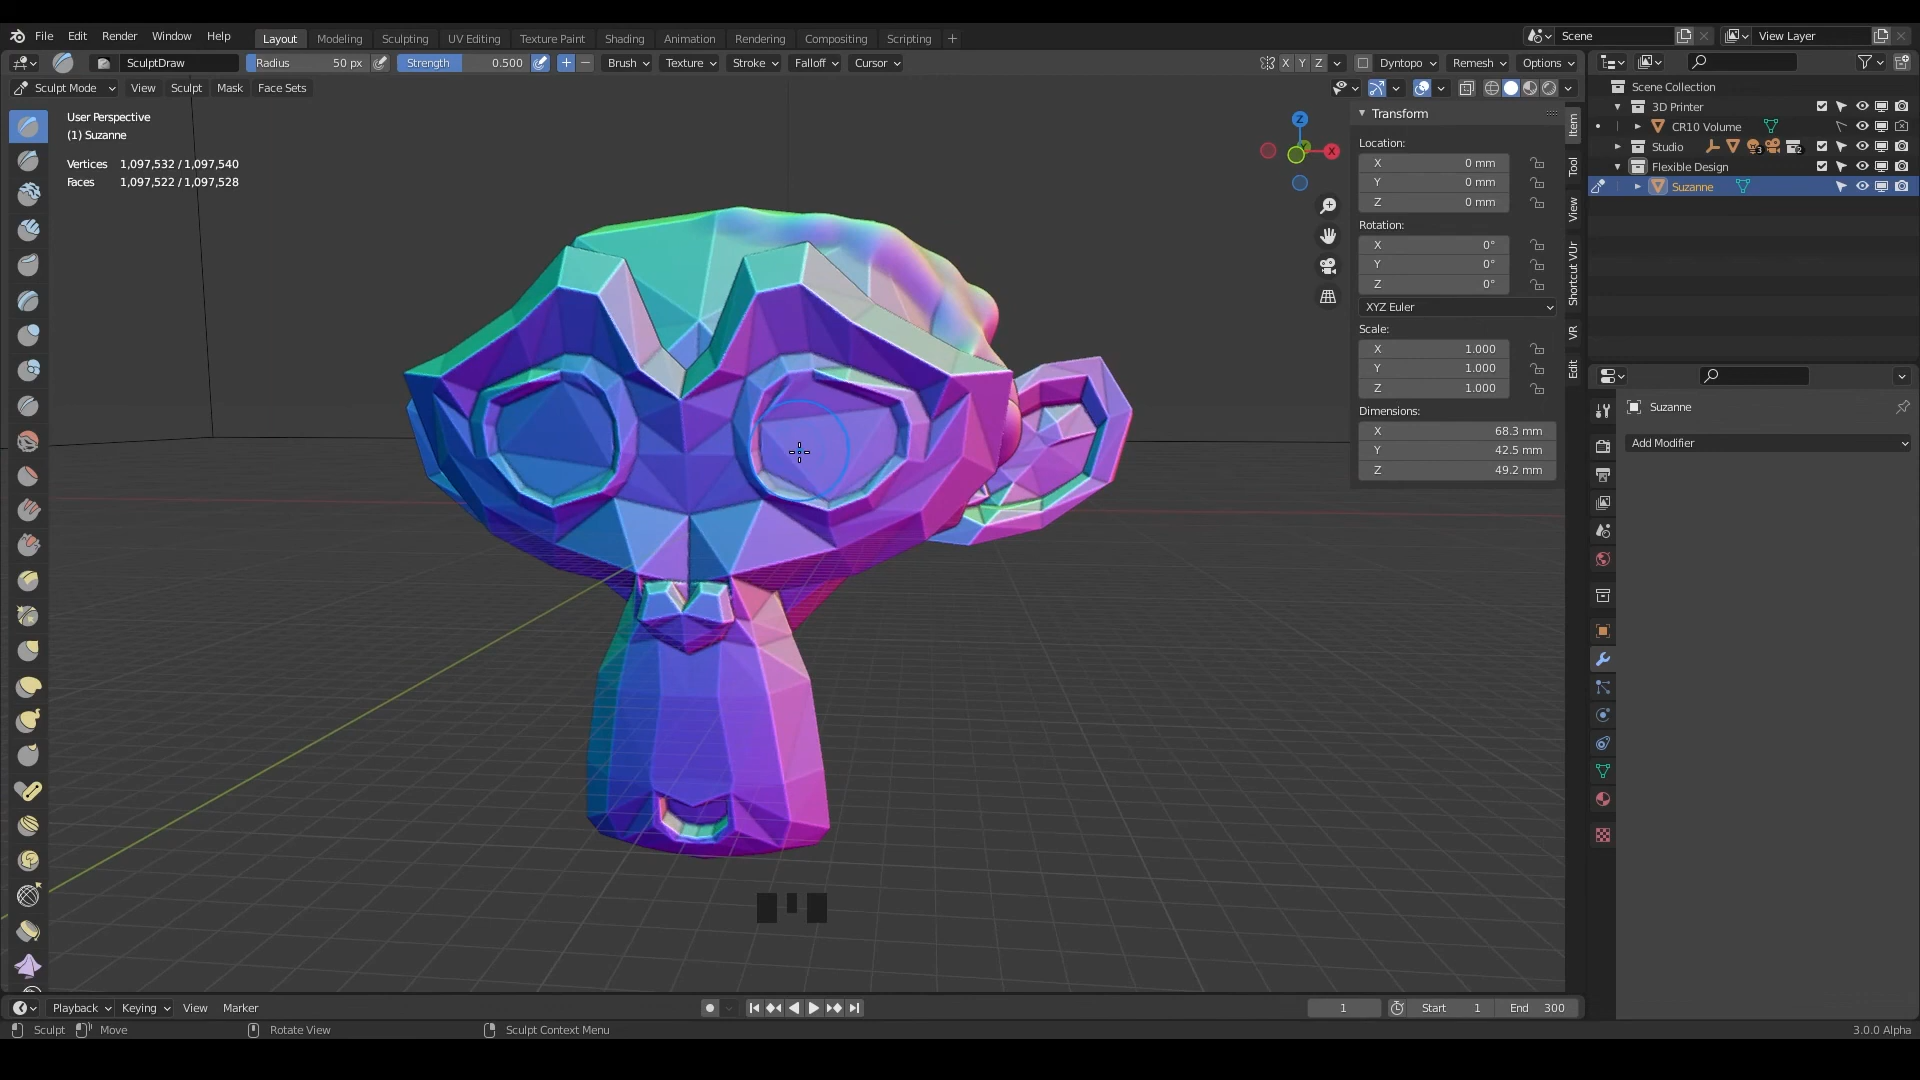 File Edit Render Window Help Layout Modeling Sculpting UV Editing Texture Paint Shading Animation Rendering Compositing Scripting + Scene View Layer
SculptDraw Radius 50 px Strength 0.500 + − Brush Texture Stroke Falloff Cursor X Y Z Dyntopo Remesh Options
Sculpt Mode View Sculpt Mask Face Sets
User Perspective
(1) Suzanne
Vertices 1,097,532 / 1,097,540
Faces 1,097,522 / 1,097,528
Z
X
Y
Transform
Location:
X 0 mm
Y 0 mm
Z 0 mm
Rotation:
X 0°
Y 0°
Z 0°
XYZ Euler
Scale:
X 1.000
Y 1.000
Z 1.000
Dimensions:
X 68.3 mm
Y 42.5 mm
Z 49.2 mm
Item
Tool
View
Shortcut VUr
VR
Edit
Scene Collection
3D Printer
CR10 Volume
Studio 3 2
Flexible Design
Suzanne
Suzanne
Add Modifier
Playback Keying View Marker 1 Start 1 End 300
Sculpt Move Rotate View Sculpt Context Menu 3.0.0 Alpha